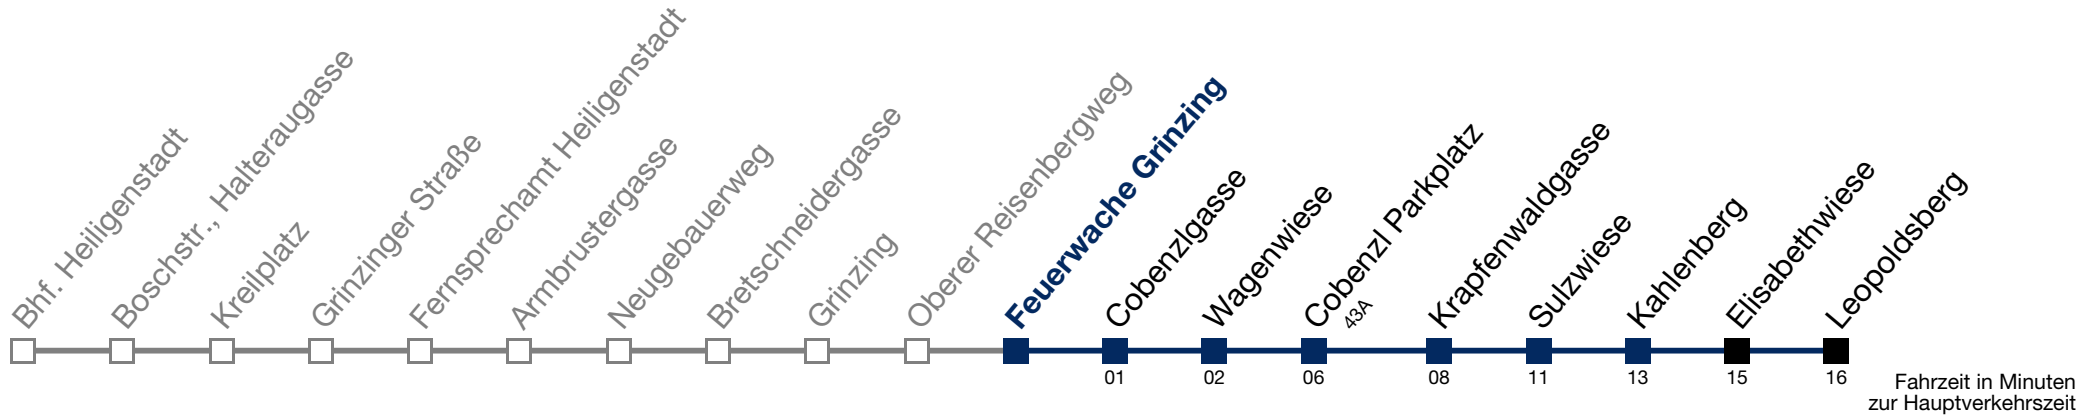 Bhf. Heiligenstadt
Boschstr., Halteraugasse
Kreilplatz
Grinzinger Straße
Fernsprechamt Heiligenstadt
Armbrustergasse
Neugebauerweg
Bretschneidergasse
Grinzing
Oberer Reisenbergweg
Feuerwache Grinzing
Cobenzlgasse
Wagenwiese
Cobenzl Parkplatz
43A
Krapfenwaldgasse
Sulzwiese
Kahlenberg
Elisabethwiese
Leopoldsberg
01 02 06 08 11 13 15 16
Fahrzeit in Minuten
zur Hauptverkehrszeit